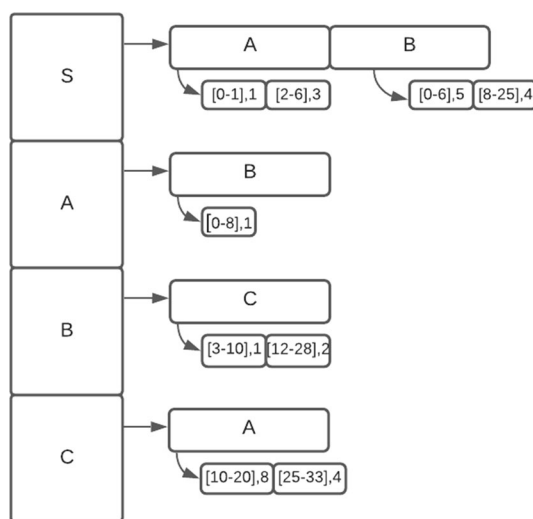 S
A B
[0-1],1 [2-6],3 [0-6],5 [8-25],4
A
B
[0-8],1
B
C
[3-10],1 [12-28],2
C
A
[10-20],8 [25-33],4